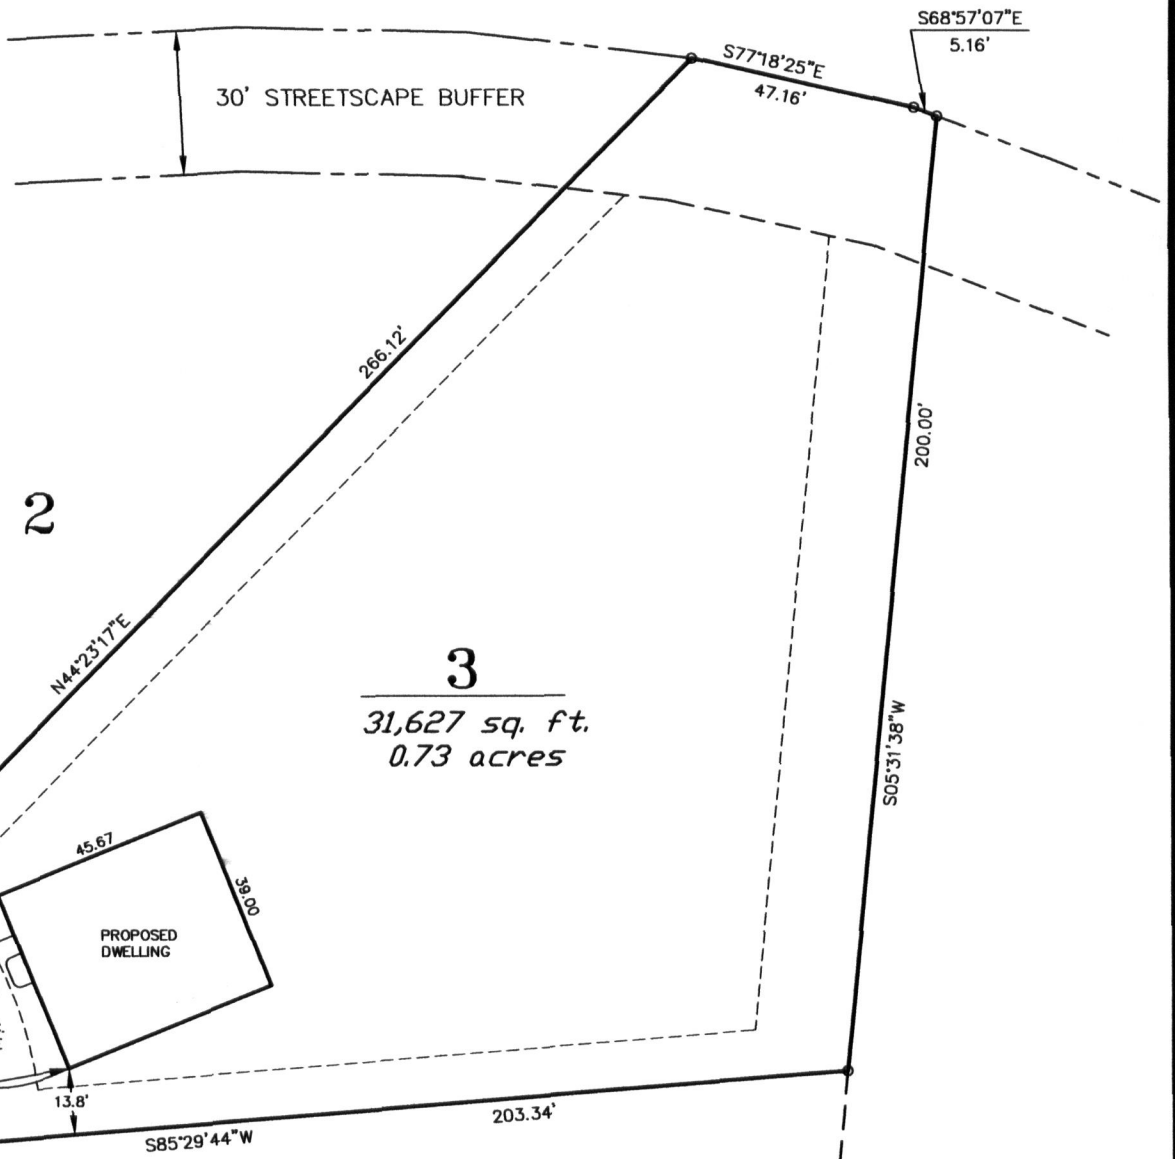 S68°57'07"E
5.16'
S77°18'25"E
47.16'
30' STREETSCAPE BUFFER
266.12'
200.00'
2
N44°23'17"E
3
31,627 sq. ft.
0.73 acres
S05°31'38"W
45.67
39.00
PROPOSED
DWELLING
13.8'
203.34'
S85°29'44"W